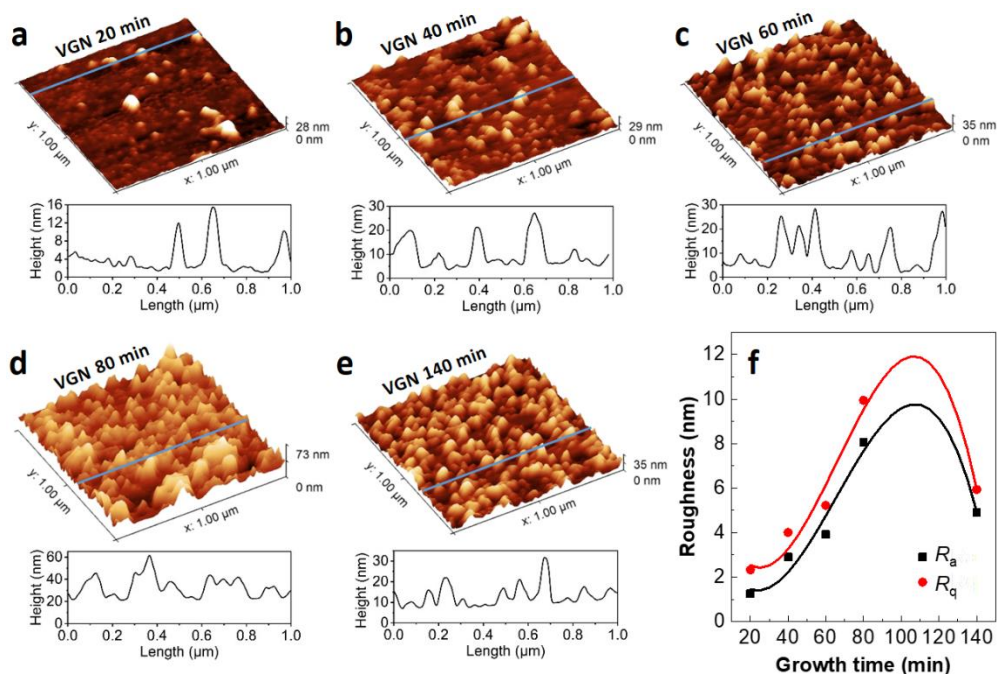 a
VGN 20 min
y: 1.00 µm
x: 1.00 µm
28 nm
0 nm
Height (nm)
16
12
8
6
4
0
0.0 0.2 0.4 0.6 0.8 1.0
Length (µm)
b
VGN 40 min
y: 1.00 µm
x: 1.00 µm
29 nm
0 nm
Height (nm)
30
20
10
0
0.0 0.2 0.4 0.6 0.8 1.0
Length (µm)
c
VGN 60 min
y: 1.00 µm
x: 1.00 µm
35 nm
0 nm
Height (nm)
30
20
10
0
0.0 0.2 0.4 0.6 0.8 1.0
Length (µm)
d
VGN 80 min
y: 1.00 µm
x: 1.00 µm
73 nm
0 nm
Height (nm)
60
40
20
0
0.0 0.2 0.4 0.6 0.8 1.0
Length (µm)
e
VGN 140 min
y: 1.00 µm
x: 1.00 µm
35 nm
0 nm
Height (nm)
30
20
10
0
0.0 0.2 0.4 0.6 0.8 1.0
Length (µm)
f
Roughness (nm)
12
10
8
6
4
2
0
Ra
Rq
20 40 60 80 100 120 140
Growth time (min)